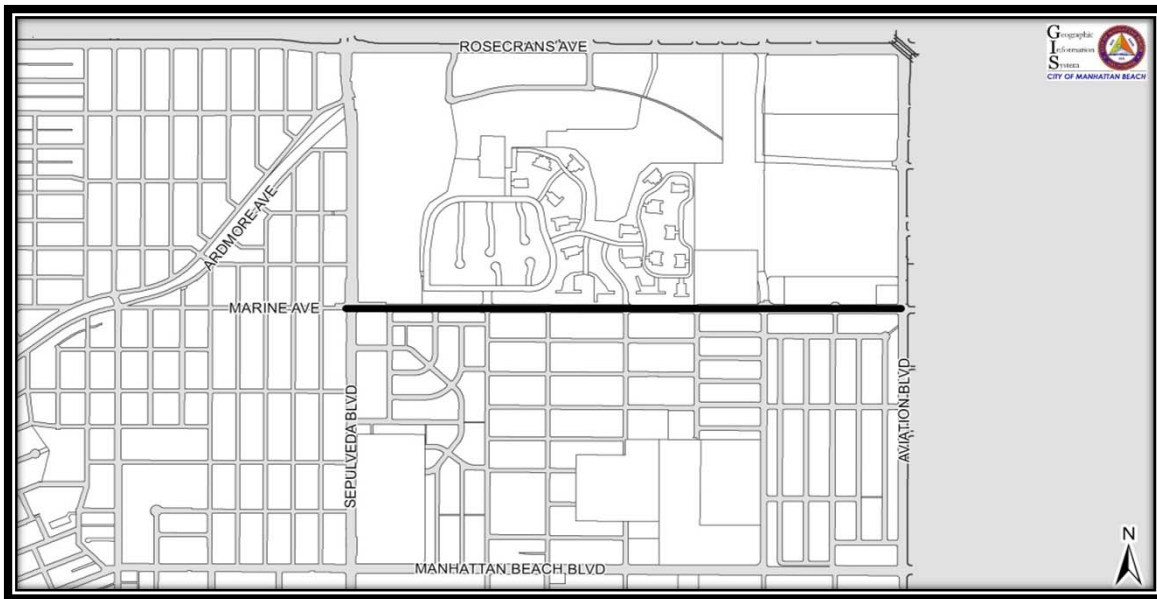 ROSECRANS AVE
Geographic
Information
System
CITY OF MANHATTAN BEACH
ARDMORE AVE
MARINE AVE
SEPULVEDA BLVD
AVIATION BLVD
MANHATTAN BEACH BLVD
N